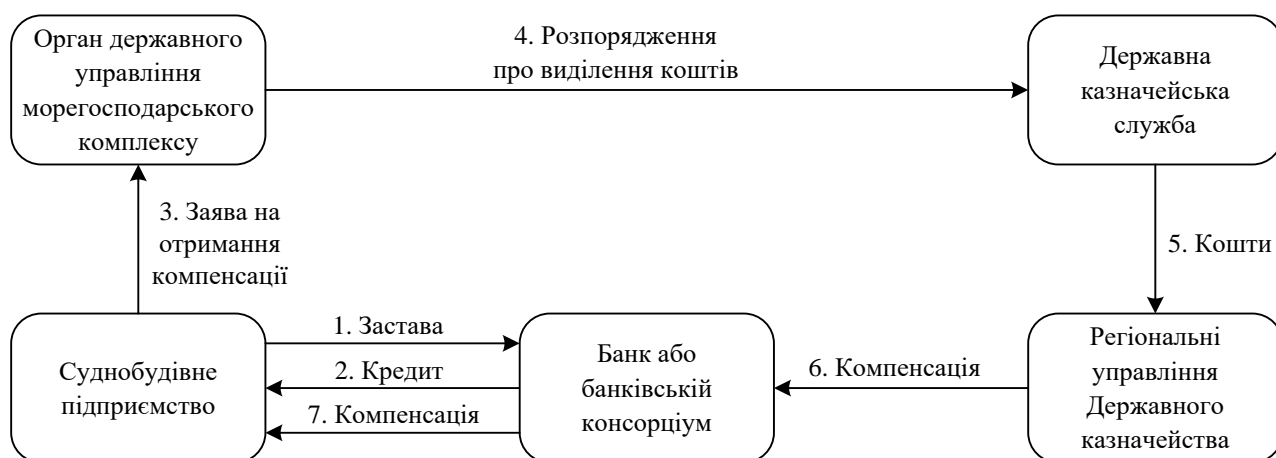 Орган державного
управління
морегосподарського
комплексу
4. Розпорядження
про виділення коштів
Державна
казначейська
служба
3. Заява на
отримання
компенсації
5. Кошти
Суднобудівне
підприємство
1. Застава
2. Кредит
7. Компенсація
Банк або
банківській
консорціум
6. Компенсація
Регіональні
управління
Державного
казначейства